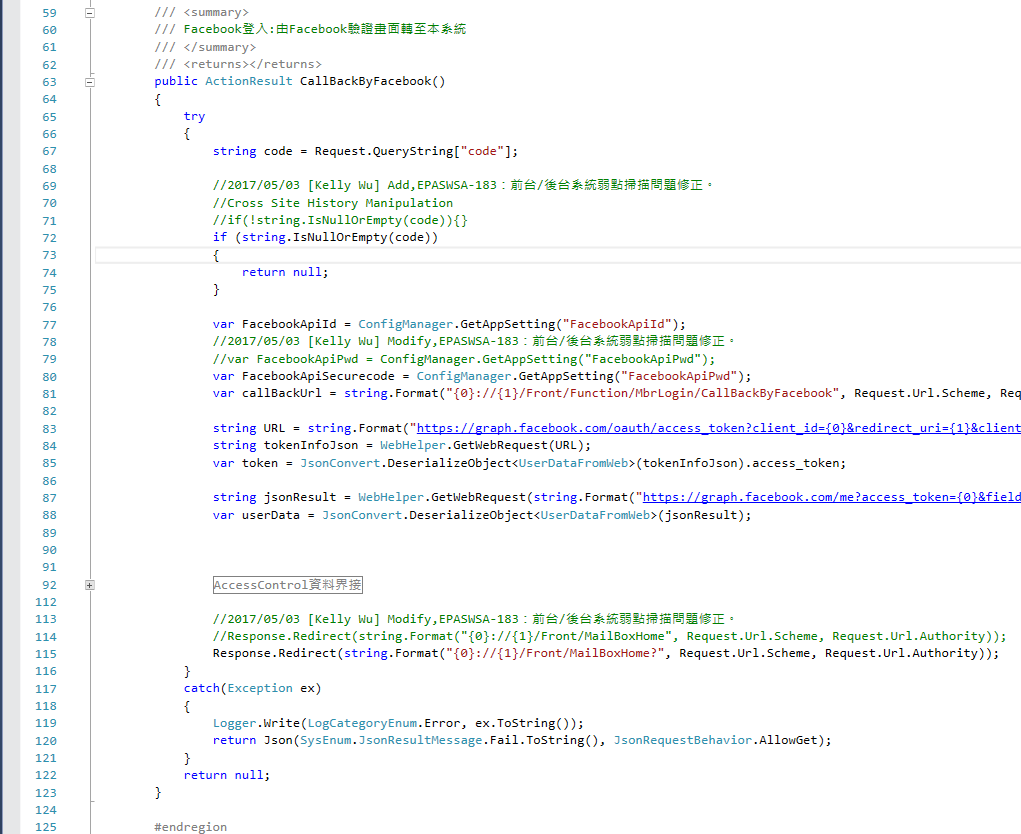 59 /// <summary>
60 /// Facebook登入:由Facebook驗證畫面轉至本系統
61 /// </summary>
62 /// <returns></returns>
63 public ActionResult CallBackByFacebook()
64 {
65 try
66 {
67 string code = Request.QueryString["code"];
68
69 //2017/05/03 [Kelly Wu] Add,EPASWSA-183：前台/後台系統弱點掃描問題修正。
70 //Cross Site History Manipulation
71 //if(!string.IsNullOrEmpty(code)){}
72 if (string.IsNullOrEmpty(code))
73 {
74 return null;
75 }
76
77 var FacebookApiId = ConfigManager.GetAppSetting("FacebookApiId");
78 //2017/05/03 [Kelly Wu] Modify,EPASWSA-183：前台/後台系統弱點掃描問題修正。
79 //var FacebookApiPwd = ConfigManager.GetAppSetting("FacebookApiPwd");
80 var FacebookApiSecurecode = ConfigManager.GetAppSetting("FacebookApiPwd");
81 var callBackUrl = string.Format("{0}://{1}/Front/Function/MbrLogin/CallBackByFacebook", Request.Url.Scheme, Req
82
83 string URL = string.Format("https://graph.facebook.com/oauth/access_token?client_id={0}&redirect_uri={1}&client
84 string tokenInfoJson = WebHelper.GetWebRequest(URL);
85 var token = JsonConvert.DeserializeObject<UserDataFromWeb>(tokenInfoJson).access_token;
86
87 string jsonResult = WebHelper.GetWebRequest(string.Format("https://graph.facebook.com/me?access_token={0}&field
88 var userData = JsonConvert.DeserializeObject<UserDataFromWeb>(jsonResult);
89
90
91
92 AccessControl資料界接
112
113 //2017/05/03 [Kelly Wu] Modify,EPASWSA-183：前台/後台系統弱點掃描問題修正。
114 //Response.Redirect(string.Format("{0}://{1}/Front/MailBoxHome", Request.Url.Scheme, Request.Url.Authority));
115 Response.Redirect(string.Format("{0}://{1}/Front/MailBoxHome?", Request.Url.Scheme, Request.Url.Authority));
116 }
117 catch(Exception ex)
118 {
119 Logger.Write(LogCategoryEnum.Error, ex.ToString());
120 return Json(SysEnum.JsonResultMessage.Fail.ToString(), JsonRequestBehavior.AllowGet);
121 }
122 return null;
123 }
124
125 #endregion